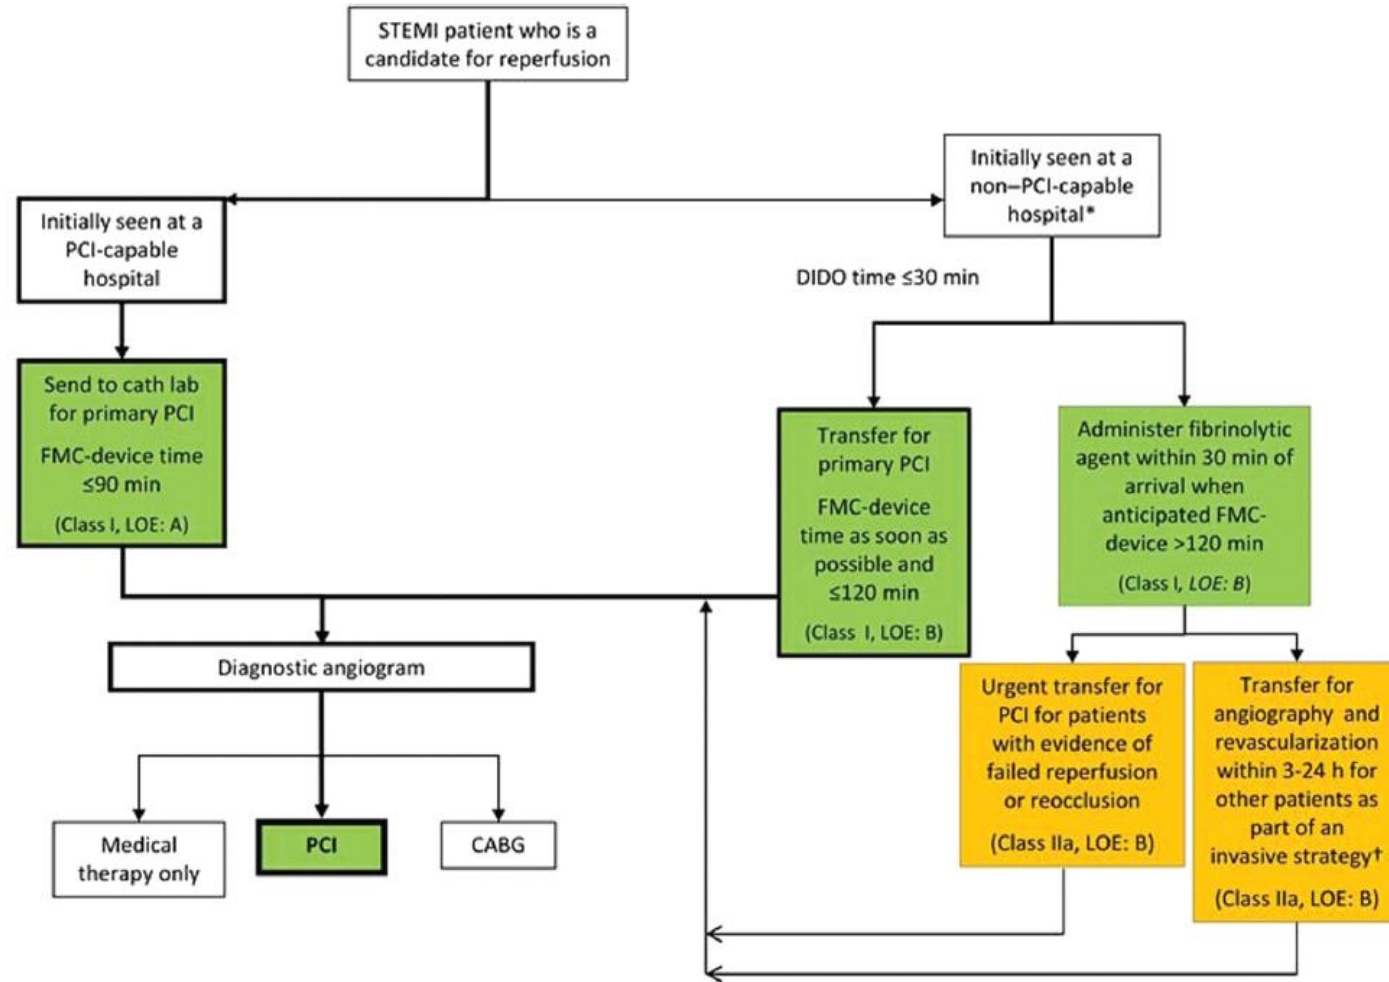 STEMI patient who is a
candidate for reperfusion
Initially seen at a
non–PCI-capable
hospital*
Initially seen at a
PCI-capable
hospital
DIDO time ≤30 min
Send to cath lab
for primary PCI
FMC-device time
≤90 min
(Class I, LOE: A)
Transfer for
primary PCI
FMC-device
time as soon as
possible and
≤120 min
(Class I, LOE: B)
Administer fibrinolytic
agent within 30 min of
arrival when
anticipated FMC-
device >120 min
(Class I, LOE: B)
Urgent transfer for
PCI for patients
with evidence of
failed reperfusion
or reocclusion
(Class IIa, LOE: B)
Transfer for
angiography and
revascularization
within 3-24 h for
other patients as
part of an
invasive strategy†
(Class IIa, LOE: B)
Diagnostic angiogram
Medical
therapy only
PCI
CABG